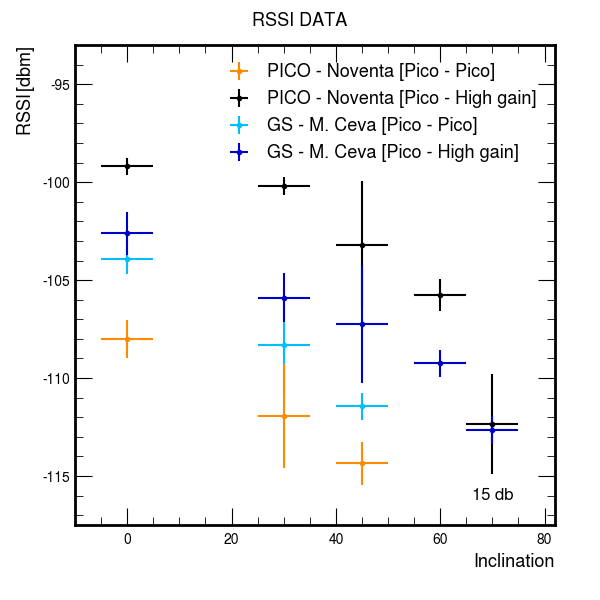 RSSI DATA
RSSI [dbm]
-95
-100
-105
-110
-115
PICO - Noventa [Pico - Pico]
PICO - Noventa [Pico - High gain]
GS - M. Ceva [Pico - Pico]
GS - M. Ceva [Pico - High gain]
15 db
0 20 40 60 80
Inclination